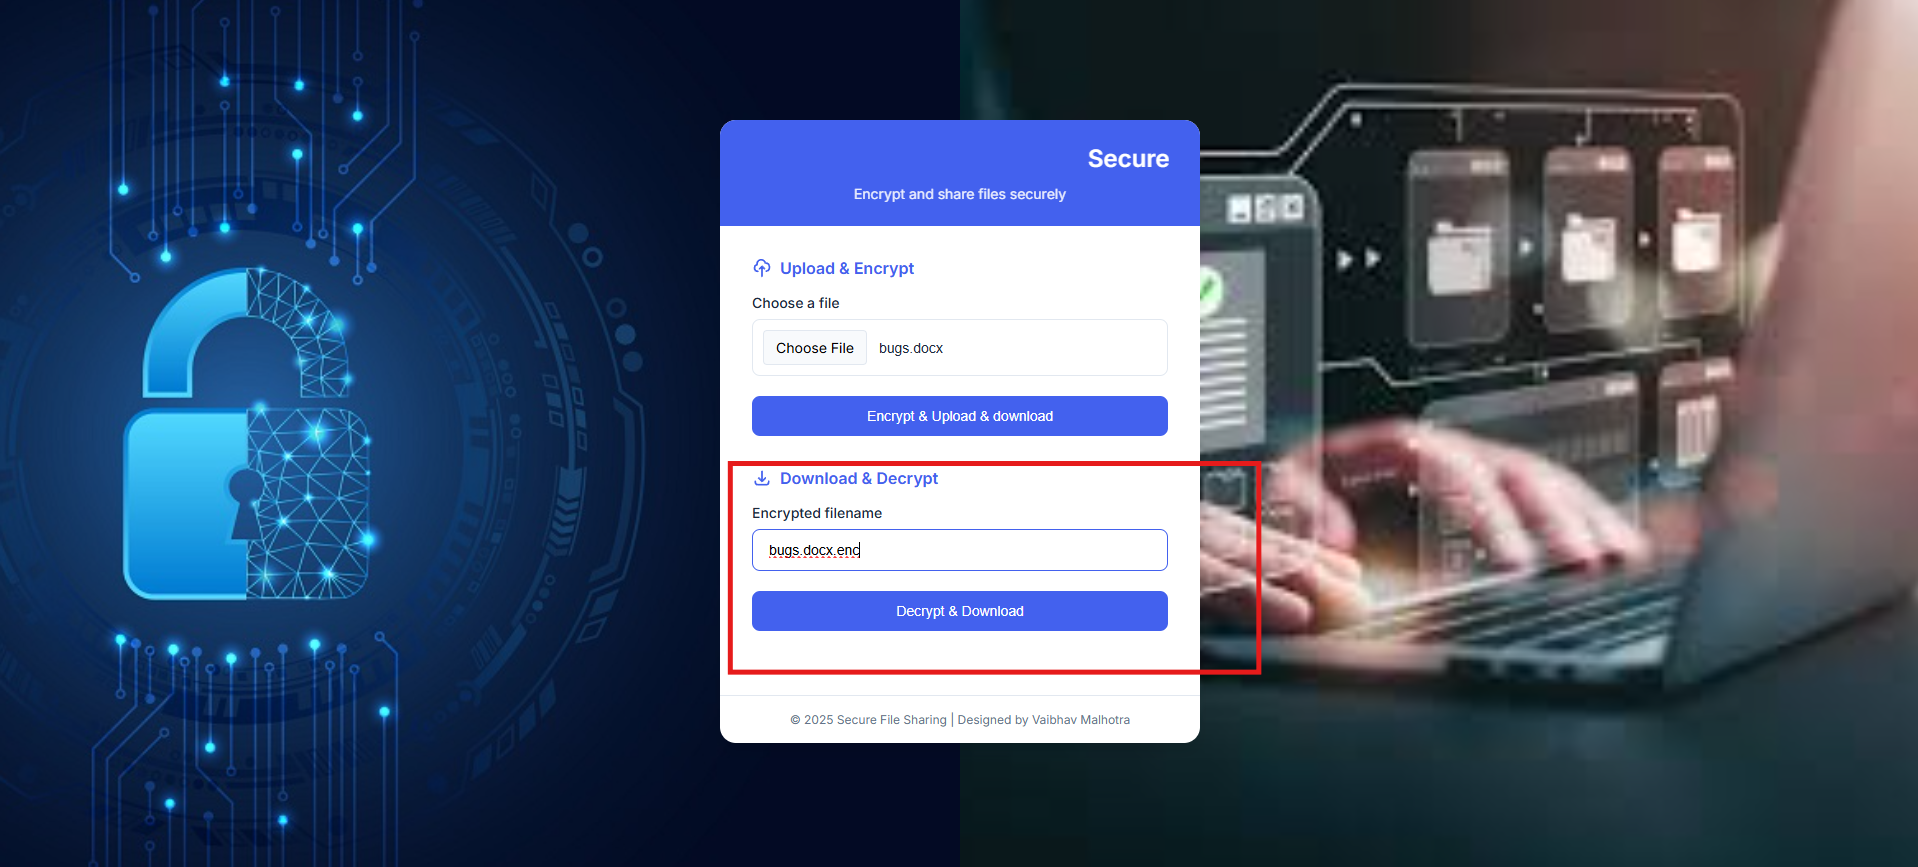 Secure
Encrypt and share files securely
Upload & Encrypt
Choose a file
Choose File bugs.docx
Encrypt & Upload & download
Download & Decrypt
Encrypted filename
bugs.docx.enc
Decrypt & Download
© 2025 Secure File Sharing | Designed by Vaibhav Malhotra